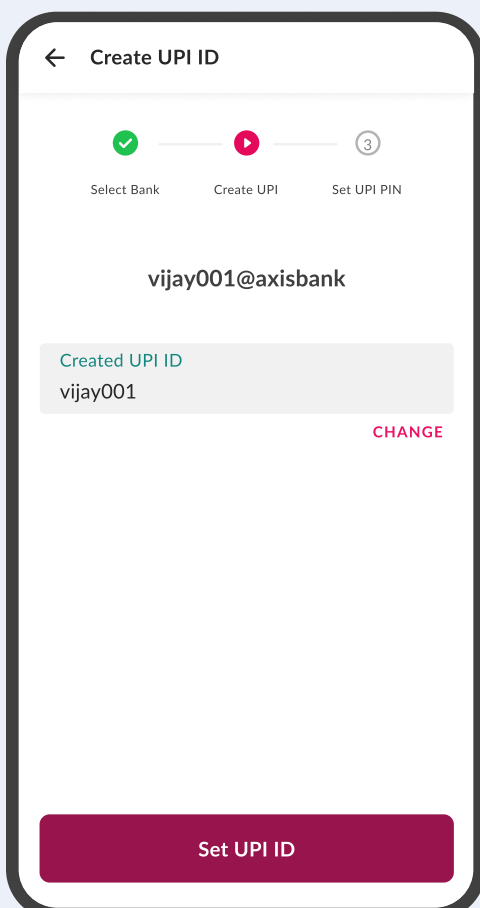 Create UPI ID
3
Select Bank Create UPI Set UPI PIN
vijay001@axisbank
Created UPI ID
vijay001
CHANGE
Set UPI ID